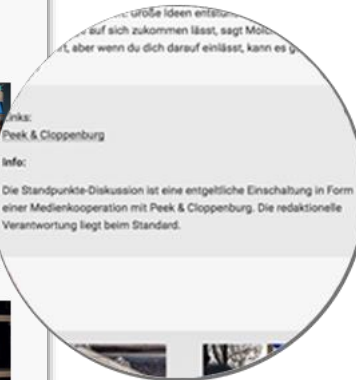 Große Ideen
auf sich zukommen lässt, sagt
aber wenn du dich darauf einlässt, kann es
Links:
Peek & Cloppenburg
Info:
Die Standpunkte-Diskussion ist eine entgeltliche Einschaltung in Form
einer Medienkooperation mit Peek & Cloppenburg. Die redaktionelle
Verantwortung liegt beim Standard.